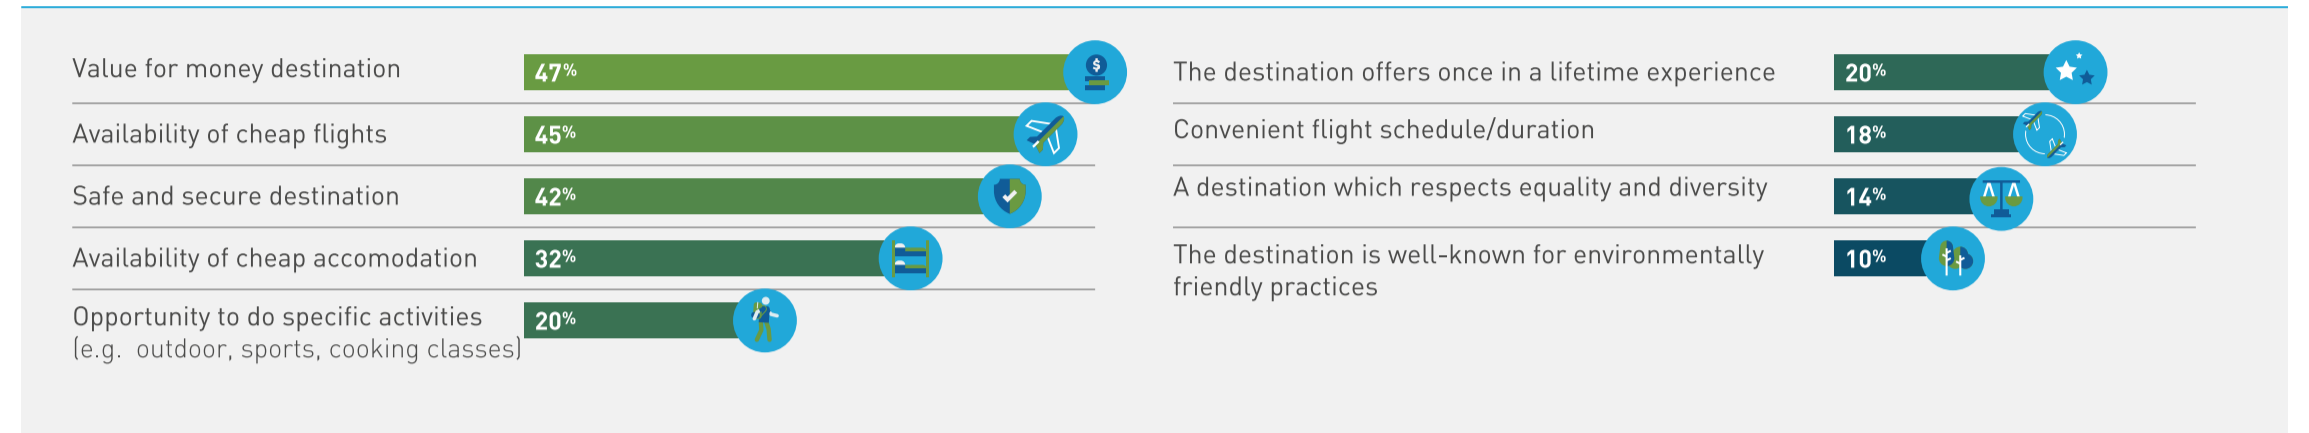 Value for money destination
47%
Availability of cheap flights
45%
Safe and secure destination
42%
Availability of cheap accomodation
32%
Opportunity to do specific activities
(e.g. outdoor, sports, cooking classes)
20%
The destination offers once in a lifetime experience
20%
Convenient flight schedule/duration
18%
A destination which respects equality and diversity
14%
The destination is well-known for environmentally
friendly practices
10%
$